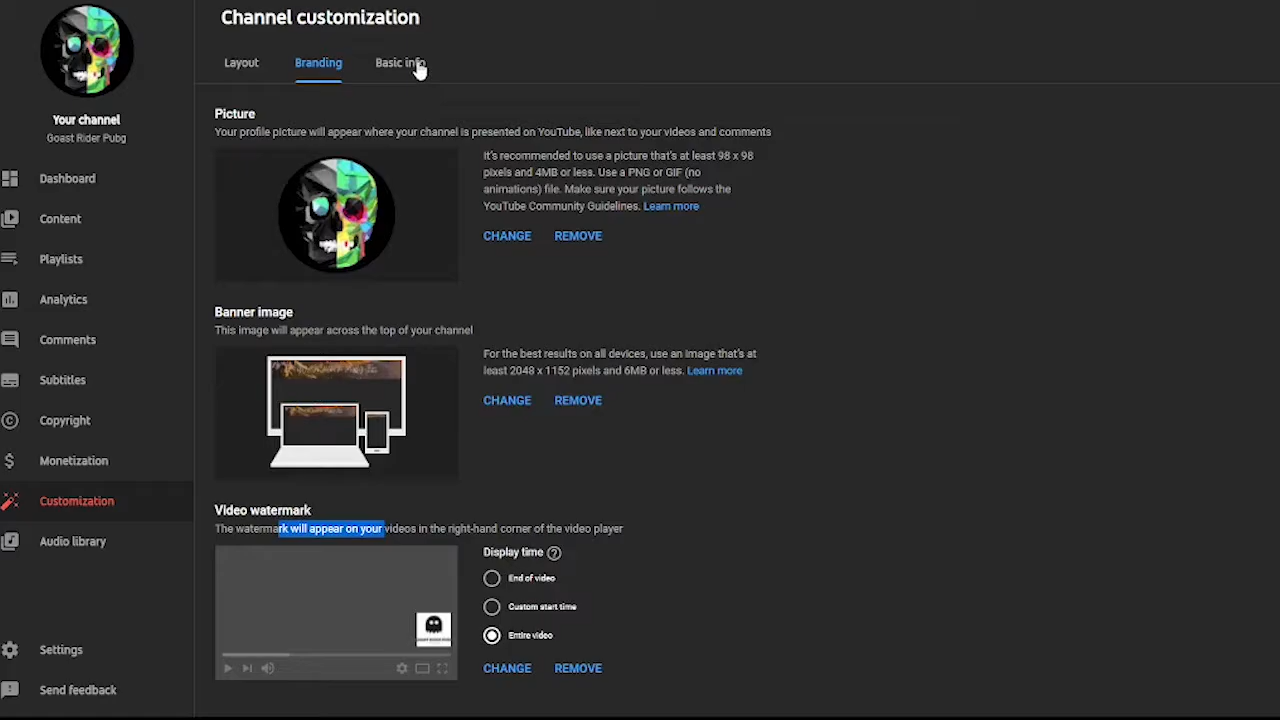 Channel customization
Layout
Branding
Basic info
Your channel
Goast Rider Pubg
Dashboard
Content
Playlists
Analytics
Comments
Subtitles
Copyright
Monetization
Customization
Audio library
Settings
Send feedback
Picture
Your profile picture will appear where your channel is presented on YouTube, like next to your videos and comments
It's recommended to use a picture that's at least 98 x 98
pixels and 4MB or less. Use a PNG or GIF (no
animations) file. Make sure your picture follows the
YouTube Community Guidelines. Learn more
CHANGE
REMOVE
Banner image
This image will appear across the top of your channel
For the best results on all devices, use an image that's at
least 2048 x 1152 pixels and 6MB or less. Learn more
CHANGE
REMOVE
Video watermark
The watermark will appear on your videos in the right-hand corner of the video player
Display time
End of video
Custom start time
Entire video
CHANGE
REMOVE